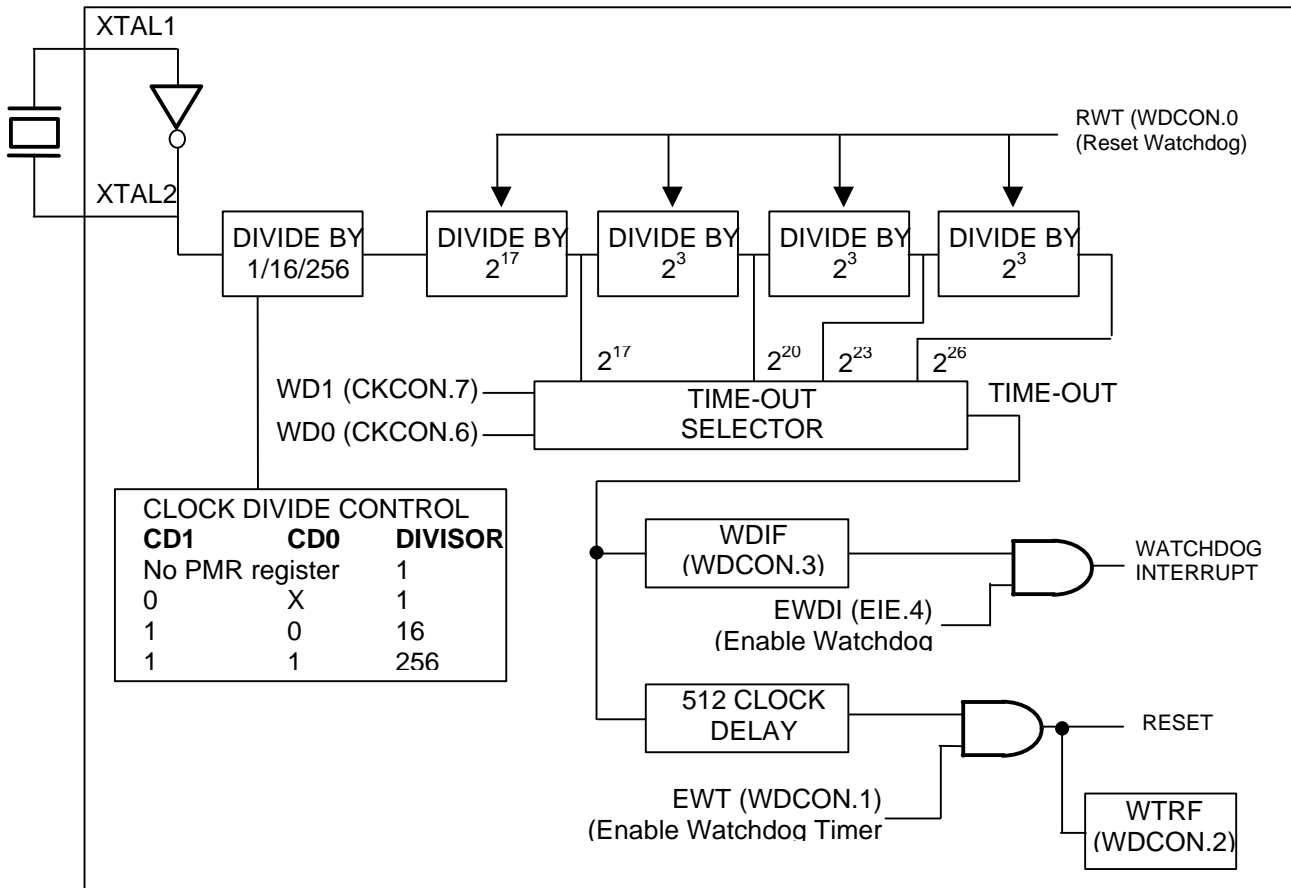 XTAL1
RWT (WDCON.0
(Reset Watchdog)
XTAL2
DIVIDE BY
1/16/256
DIVIDE BY
2^17
DIVIDE BY
2^3
DIVIDE BY
2^3
DIVIDE BY
2^3
2^17
2^20
2^23
2^26
WD1 (CKCON.7)
WD0 (CKCON.6)
TIME-OUT
SELECTOR
TIME-OUT
CLOCK DIVIDE CONTROL
CD1 CD0 DIVISOR
No PMR register 1
0 X 1
1 0 16
1 1 256
WDIF
(WDCON.3)
WATCHDOG
INTERRUPT
EWDI (EIE.4)
(Enable Watchdog
512 CLOCK
DELAY
RESET
EWT (WDCON.1)
(Enable Watchdog Timer
WTRF
(WDCON.2)